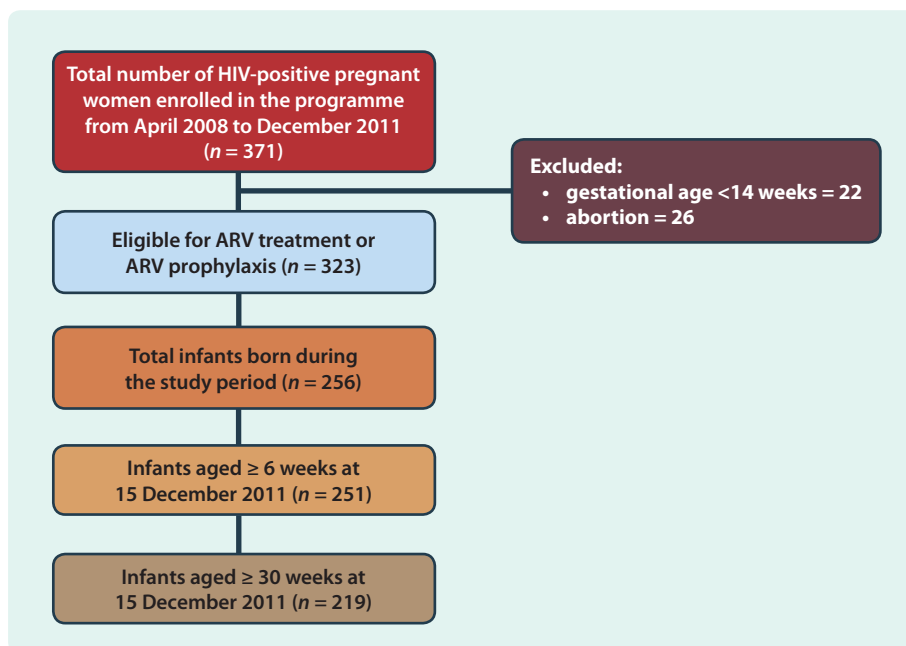 Total number of HIV-positive pregnant
women enrolled in the programme
from April 2008 to December 2011
(n = 371)
Excluded:
• gestational age <14 weeks = 22
• abortion = 26
Eligible for ARV treatment or
ARV prophylaxis (n = 323)
Total infants born during
the study period (n = 256)
Infants aged ≥ 6 weeks at
15 December 2011 (n = 251)
Infants aged ≥ 30 weeks at
15 December 2011 (n = 219)